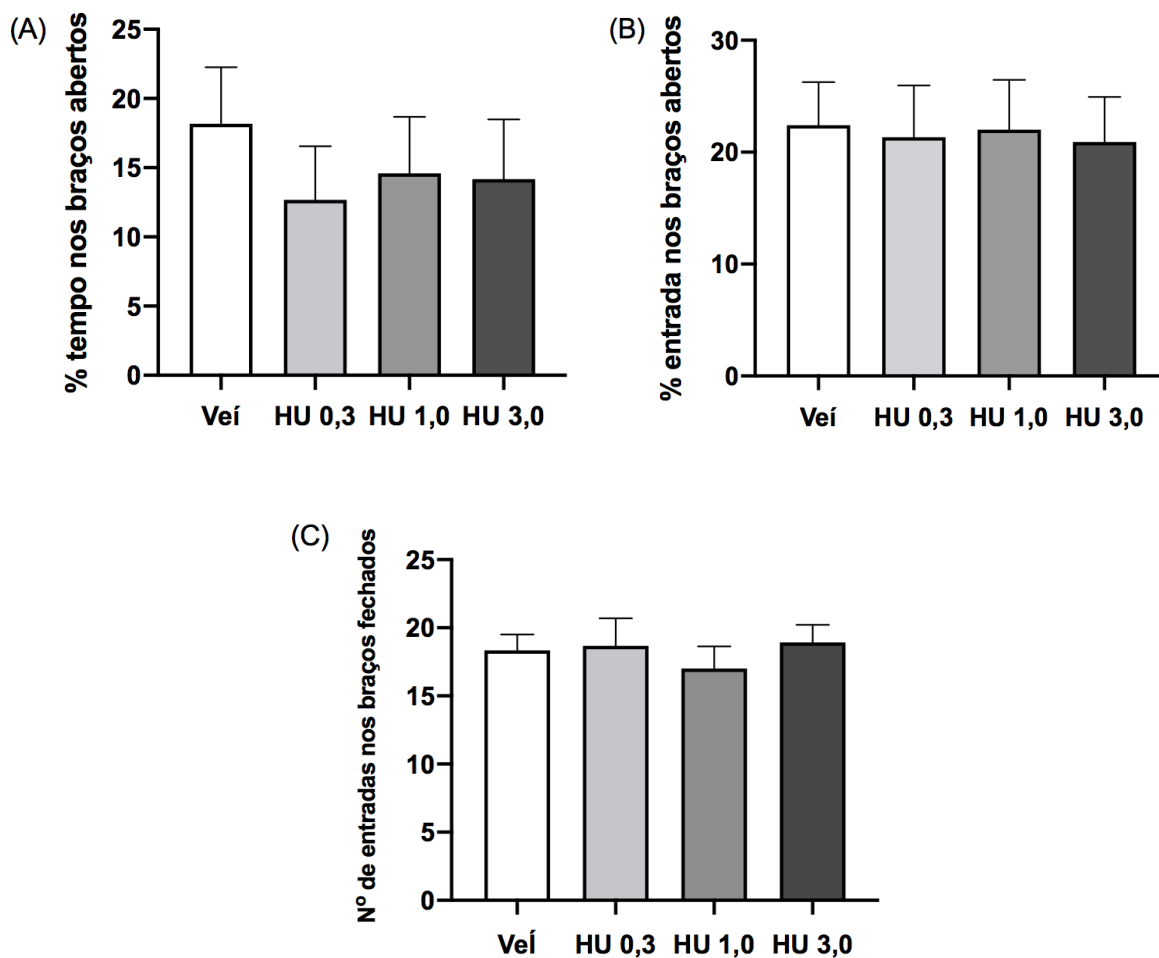 (A)
% tempo nos braços abertos
25
20
15
10
5
0
Veí HU 0,3 HU 1,0 HU 3,0
(B)
% entrada nos braços abertos
30
20
10
0
Veí HU 0,3 HU 1,0 HU 3,0
(C)
Nº de entradas nos braços fechados
25
20
15
10
5
0
VeÍ HU 0,3 HU 1,0 HU 3,0